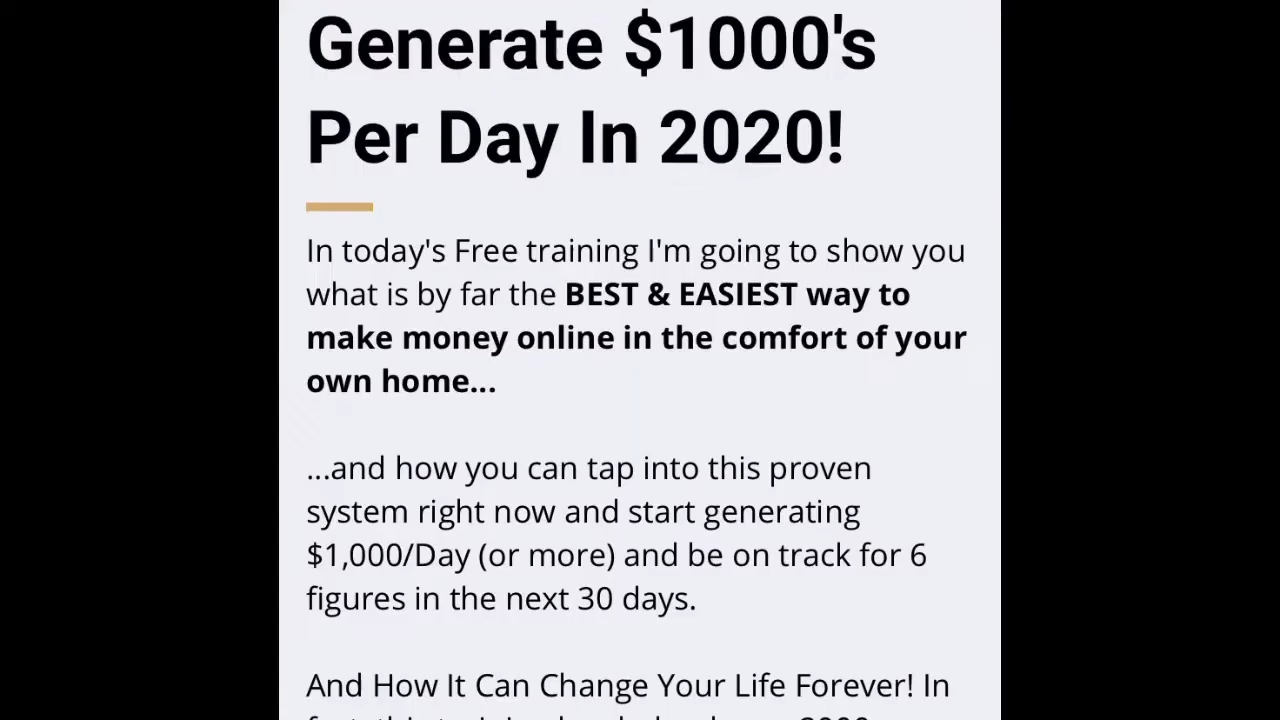 Generate $1000's
Per Day In 2020!
In today's Free training I'm going to show you
what is by far the BEST & EASIEST way to
make money online in the comfort of your
own home...
...and how you can tap into this proven
system right now and start generating
$1,000/Day (or more) and be on track for 6
figures in the next 30 days.
And How It Can Change Your Life Forever! In